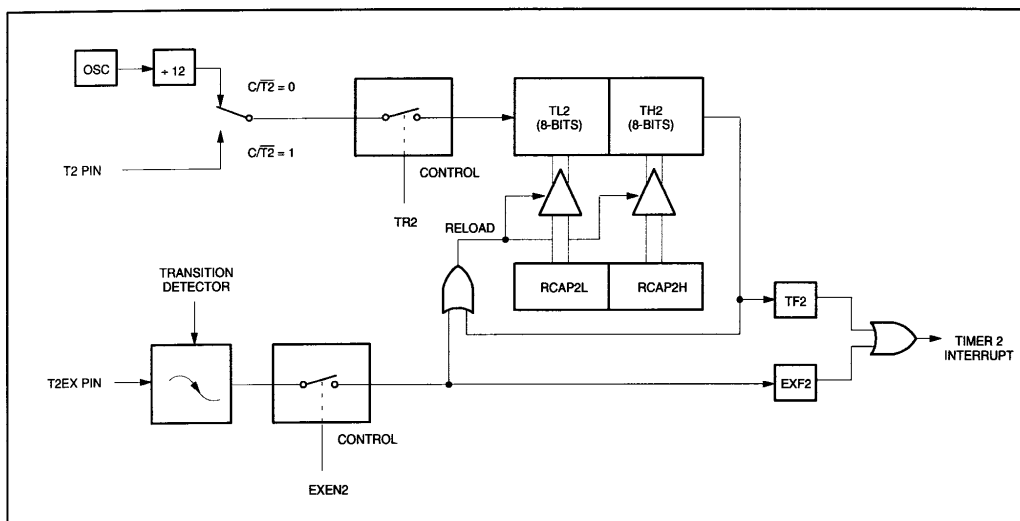 OSC
÷ 12
C/T2 = 0
C/T2 = 1
T2 PIN
CONTROL
TR2
TL2
(8-BITS)
TH2
(8-BITS)
RELOAD
RCAP2L
RCAP2H
TRANSITION
DETECTOR
T2EX PIN
CONTROL
EXEN2
TF2
EXF2
TIMER 2
INTERRUPT